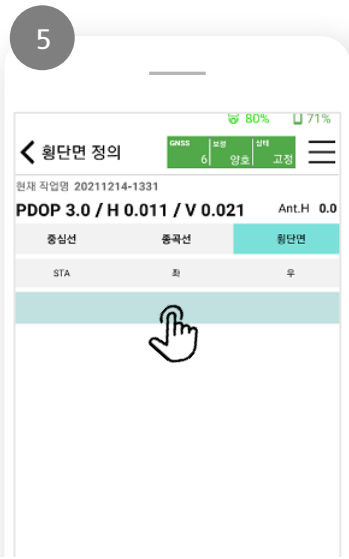 5
80% 71%
횡단면 정의
GNSS 보정 상태
6 양호 고정
현재 작업명 20211214-1331
PDOP 3.0 / H 0.011 / V 0.021 Ant.H 0.0
중심선 종곡선 횡단면
STA 좌 우